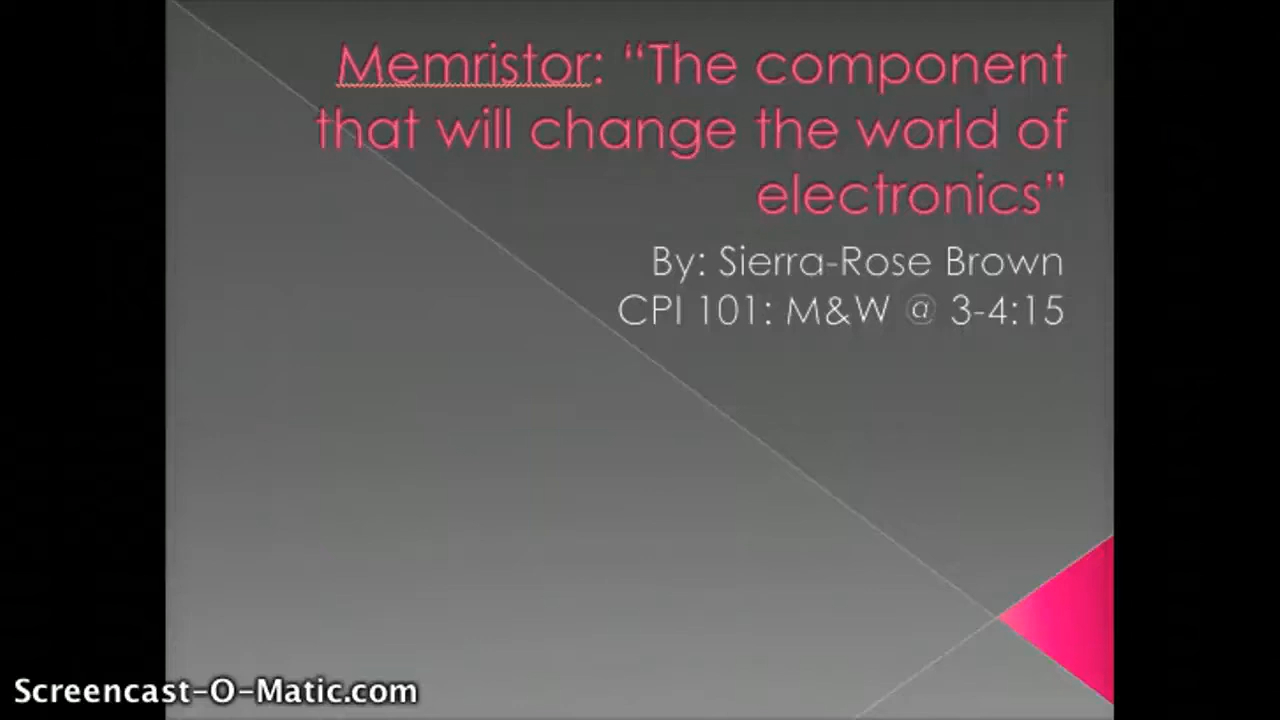 Memristor: “The component
that will change the world of
electronics”
By: Sierra-Rose Brown
CPI 101: M&W @ 3-4:15
Screencast-O-Matic.com